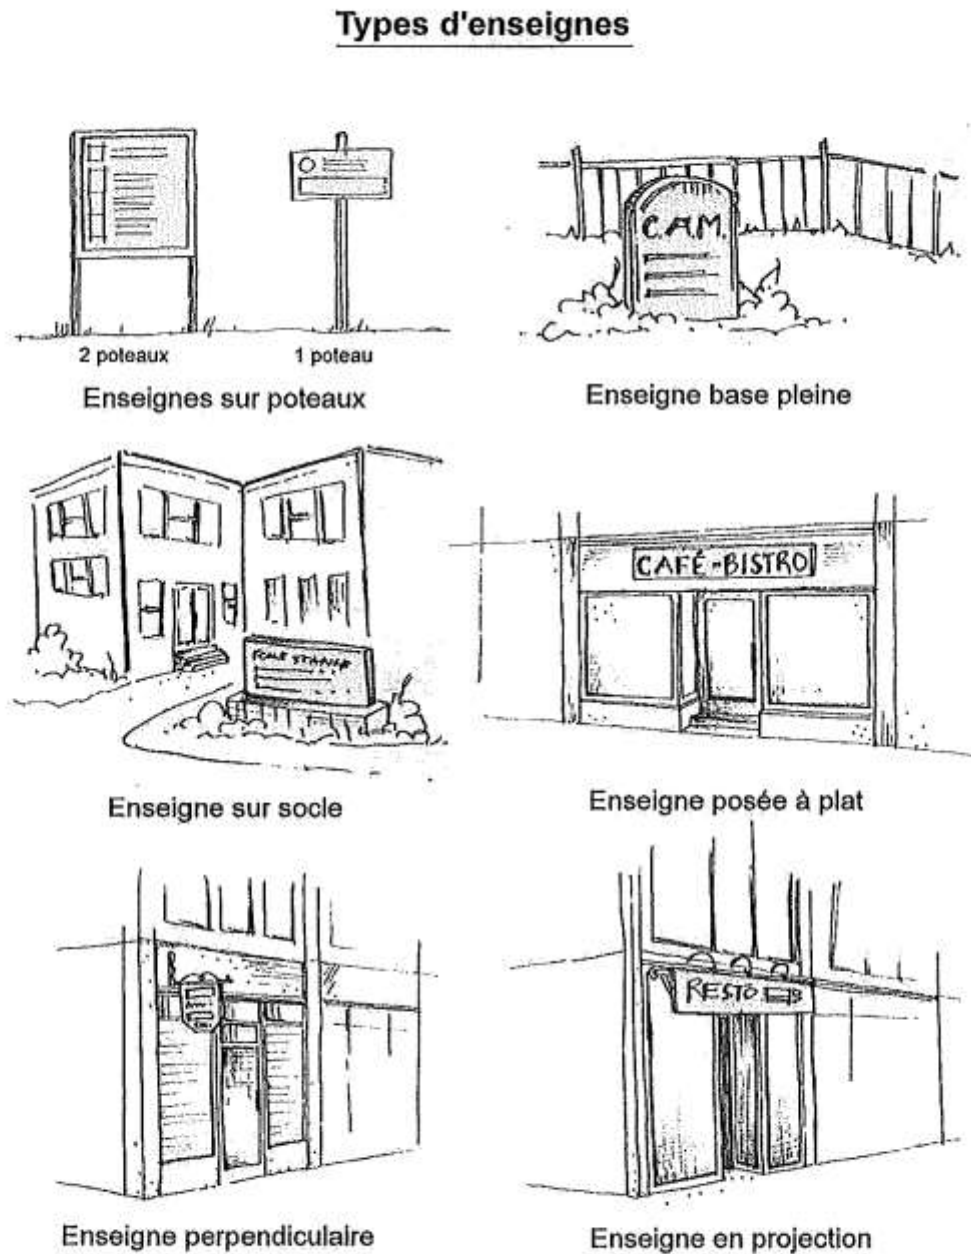 Types d'enseignes
2 poteaux
1 poteau
Enseignes sur poteaux
C.A.M.
Enseigne base pleine
Enseigne sur socle
CAFÉ-BISTRO
Enseigne posée à plat
Enseigne perpendiculaire
RESTO
Enseigne en projection